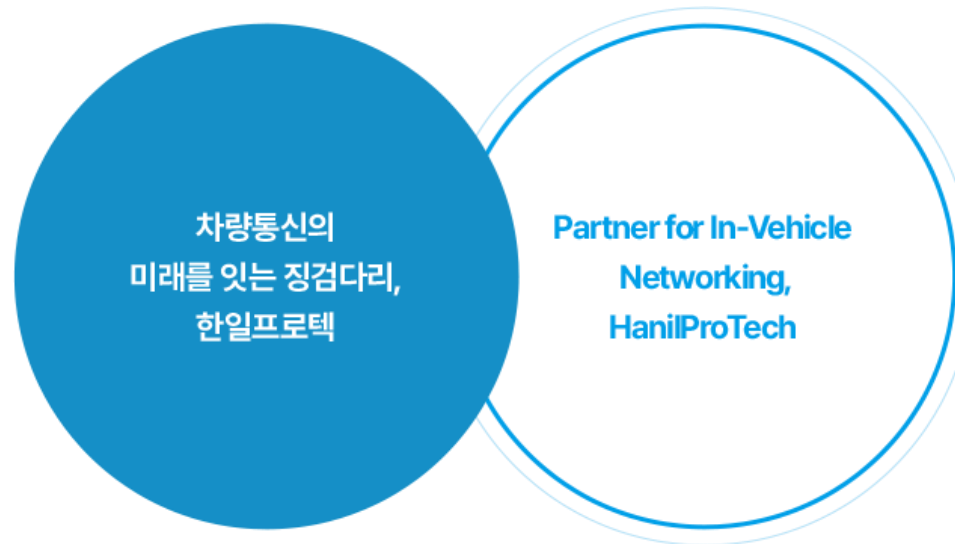 차량통신의
미래를 잇는 징검다리,
한일프로텍
Partner for In-Vehicle
Networking,
HanilProTech